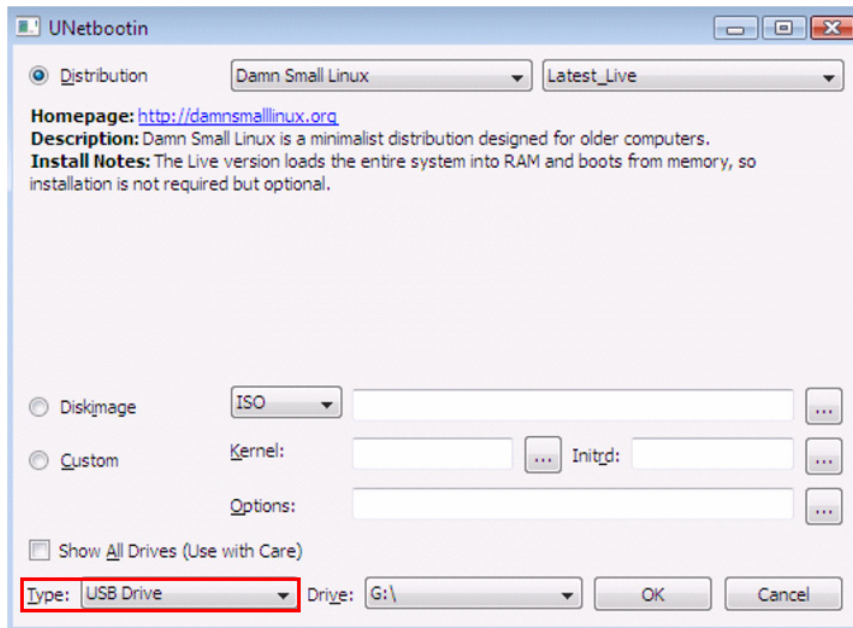 UNetbootin
Distribution Damn Small Linux Latest_Live
Homepage: http://damnsmalllinux.org
Description: Damn Small Linux is a minimalist distribution designed for older computers.
Install Notes: The Live version loads the entire system into RAM and boots from memory, so
installation is not required but optional.
Diskimage ISO ...
Custom Kernel: ... Initrd: ...
Options: ...
Show All Drives (Use with Care)
Type: USB Drive Drive: G:\ OK Cancel